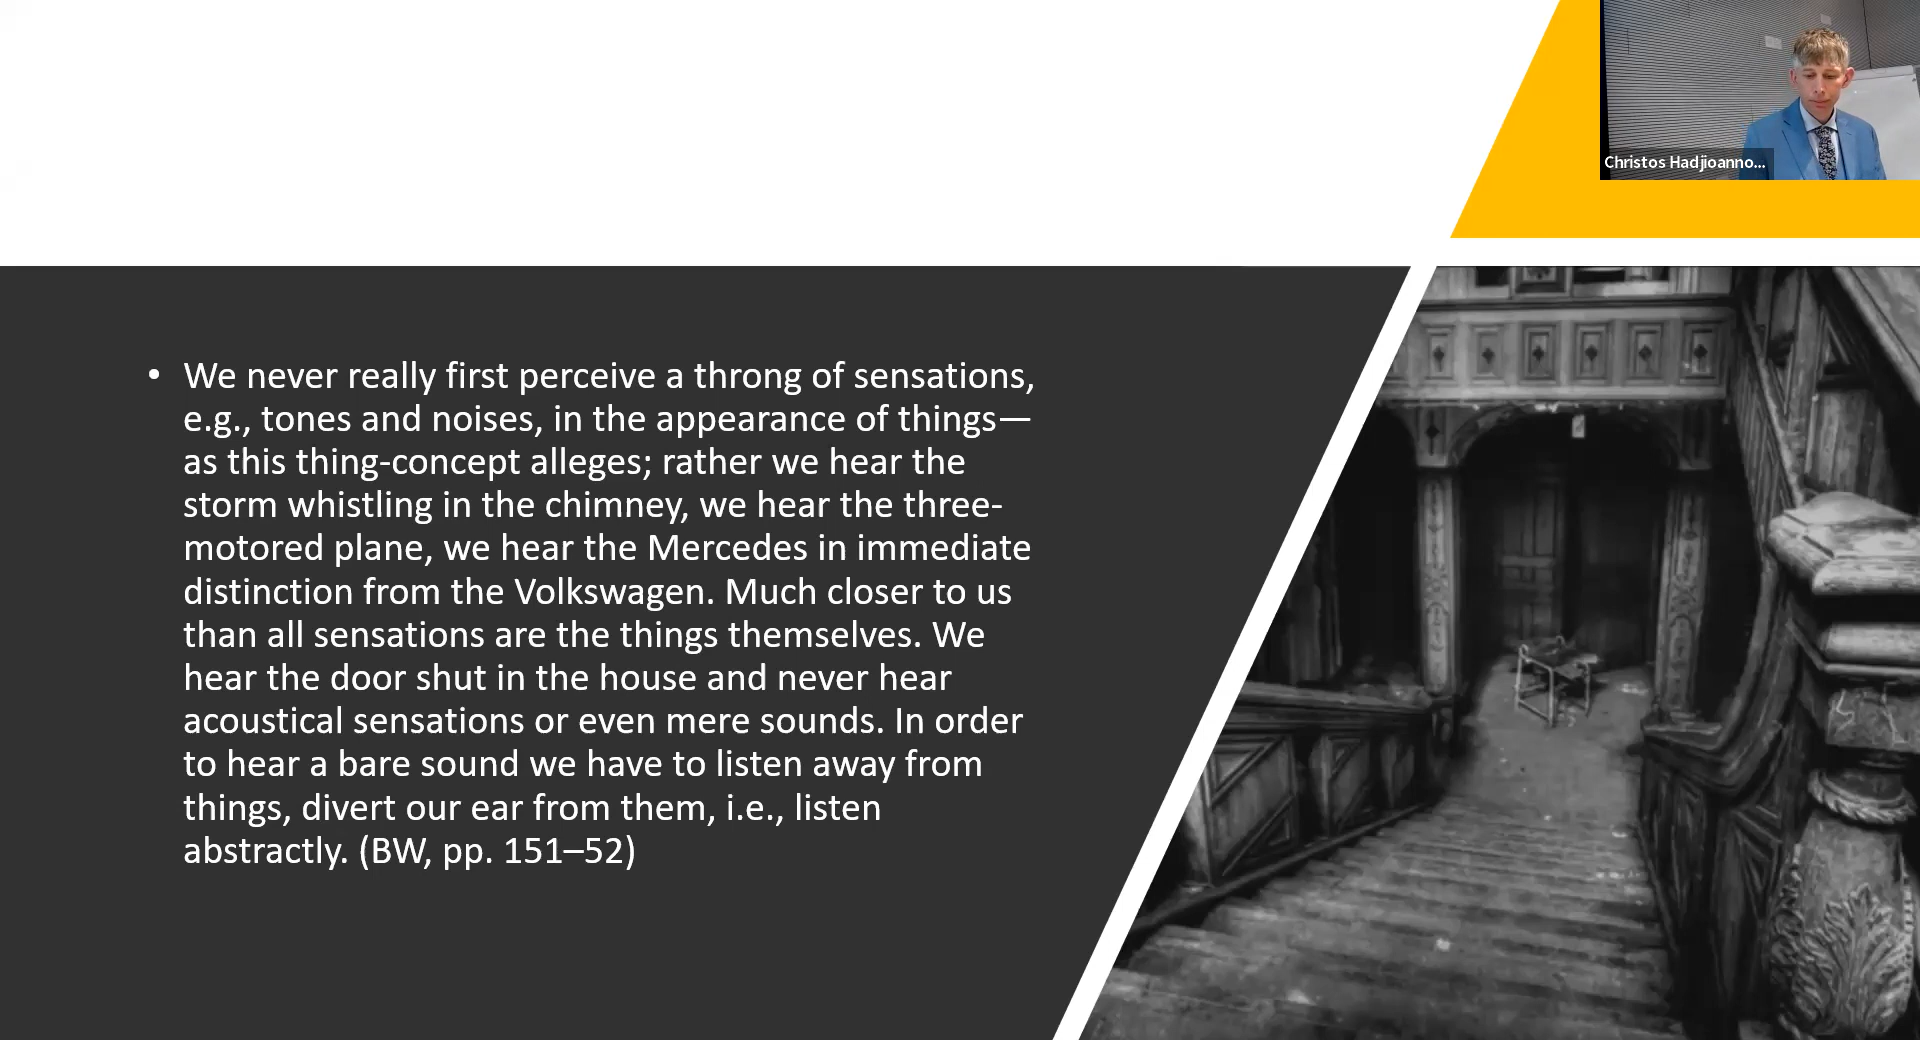 Christos Hadjioanno...
• We never really first perceive a throng of sensations,
e.g., tones and noises, in the appearance of things—
as this thing-concept alleges; rather we hear the
storm whistling in the chimney, we hear the three-
motored plane, we hear the Mercedes in immediate
distinction from the Volkswagen. Much closer to us
than all sensations are the things themselves. We
hear the door shut in the house and never hear
acoustical sensations or even mere sounds. In order
to hear a bare sound we have to listen away from
things, divert our ear from them, i.e., listen
abstractly. (BW, pp. 151–52)